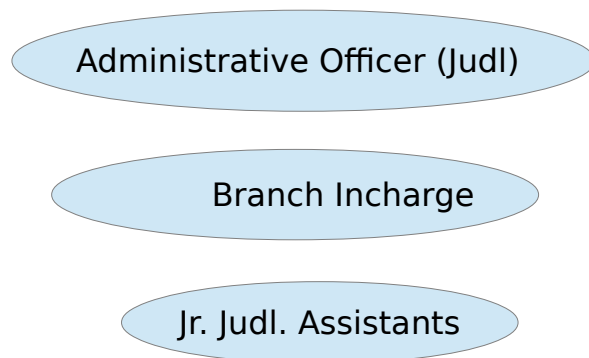 Administrative Officer (Judl)
Branch Incharge
Jr. Judl. Assistants